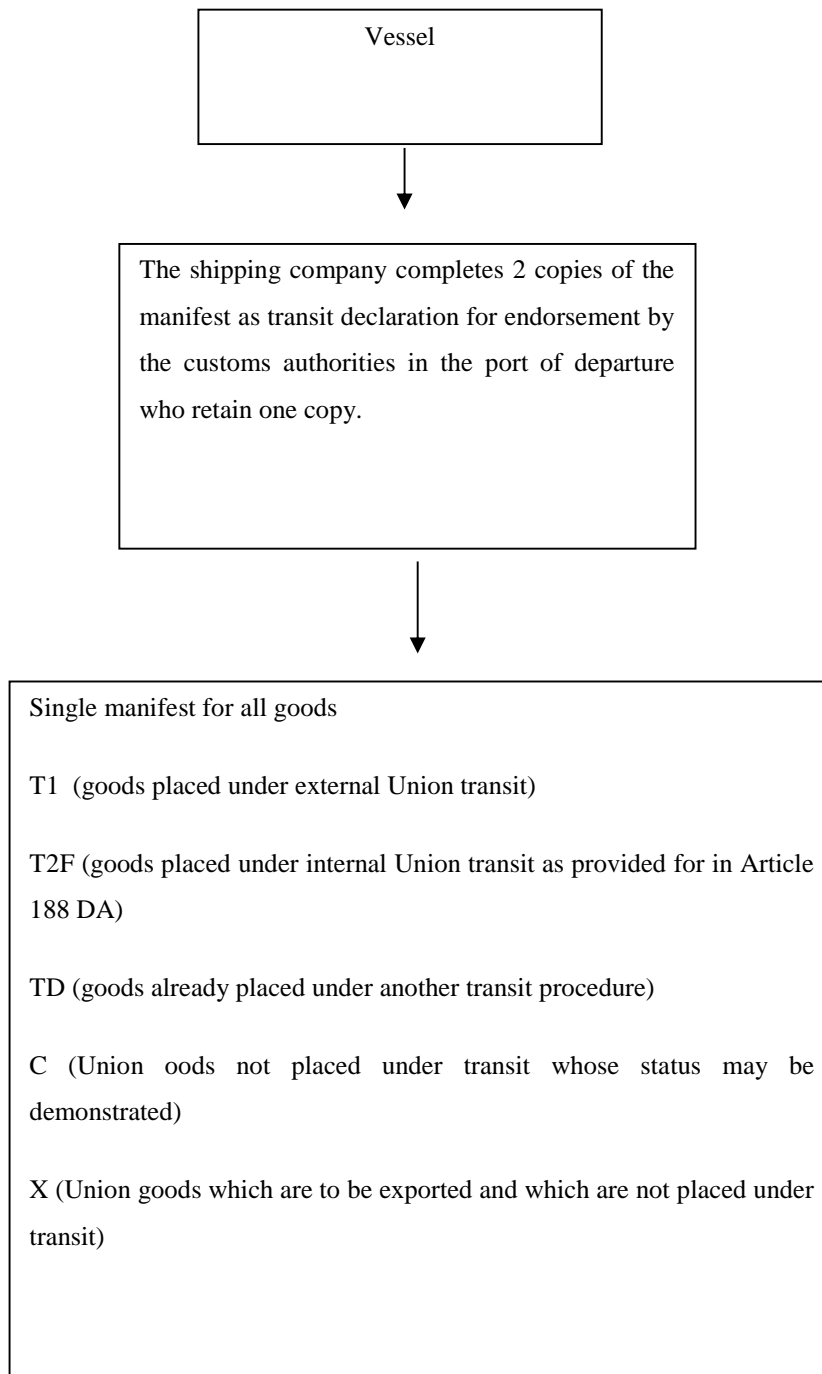 Vessel
The shipping company completes 2 copies of the
manifest as transit declaration for endorsement by
the customs authorities in the port of departure
who retain one copy.
Single manifest for all goods
T1 (goods placed under external Union transit)
T2F (goods placed under internal Union transit as provided for in Article
188 DA)
TD (goods already placed under another transit procedure)
C (Union oods not placed under transit whose status may be
demonstrated)
X (Union goods which are to be exported and which are not placed under
transit)